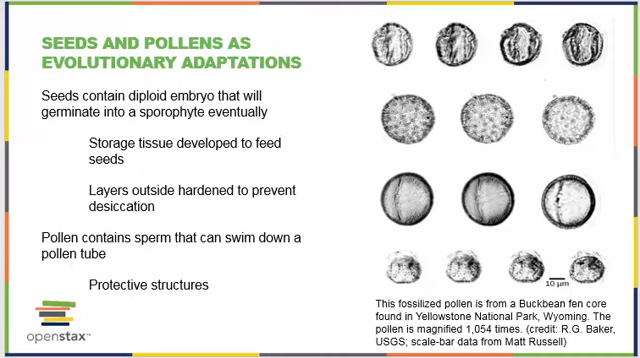 SEEDS AND POLLENS AS
EVOLUTIONARY ADAPTATIONS
Seeds contain diploid embryo that will
germinate into a sporophyte eventually
Storage tissue developed to feed
seeds
Layers outside hardened to prevent
desiccation
Pollen contains sperm that can swim down a
pollen tube
Protective structures
openstax™
10 µm
This fossilized pollen is from a Buckbean fen core
found in Yellowstone National Park, Wyoming. The
pollen is magnified 1,054 times. (credit: R.G. Baker,
USGS; scale-bar data from Matt Russell)